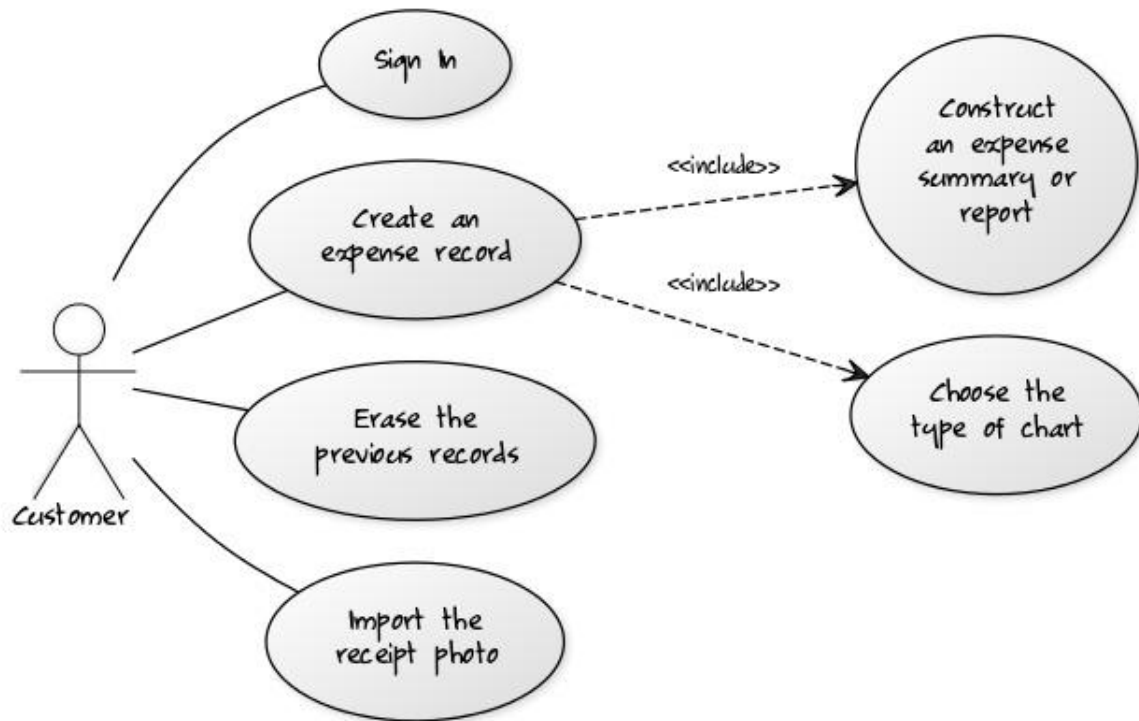 Sign In
Create an
expense record
Erase the
previous records
Import the
receipt photo
Customer
<<include>>
<<include>>
Construct
an expense
summary or
report
Choose the
type of chart